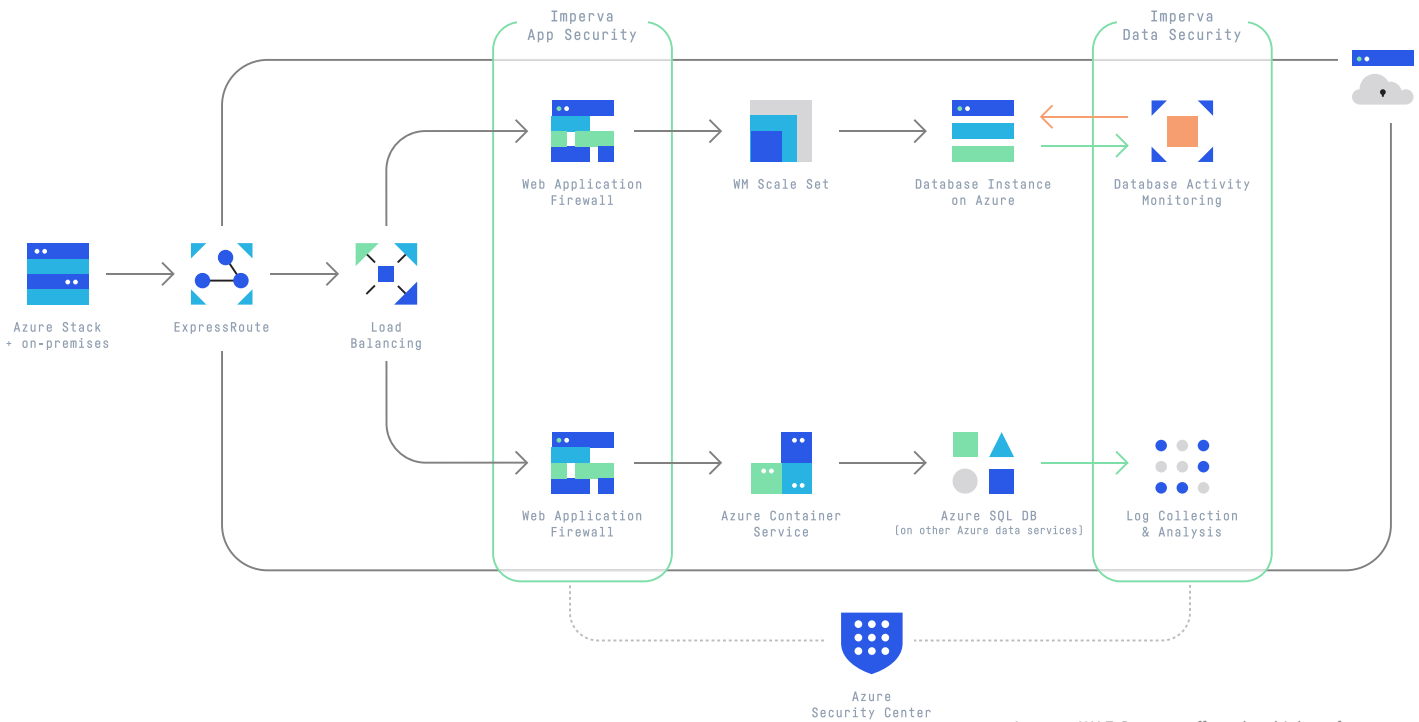 Imperva
App Security
Imperva
Data Security
Web Application
Firewall
WM Scale Set
Database Instance
on Azure
Database Activity
Monitoring
Azure Stack
+ on-premises
ExpressRoute
Load
Balancing
Web Application
Firewall
Azure Container
Service
Azure SQL DB
[on other Azure data services]
Log Collection
& Analysis
Azure
Security Center